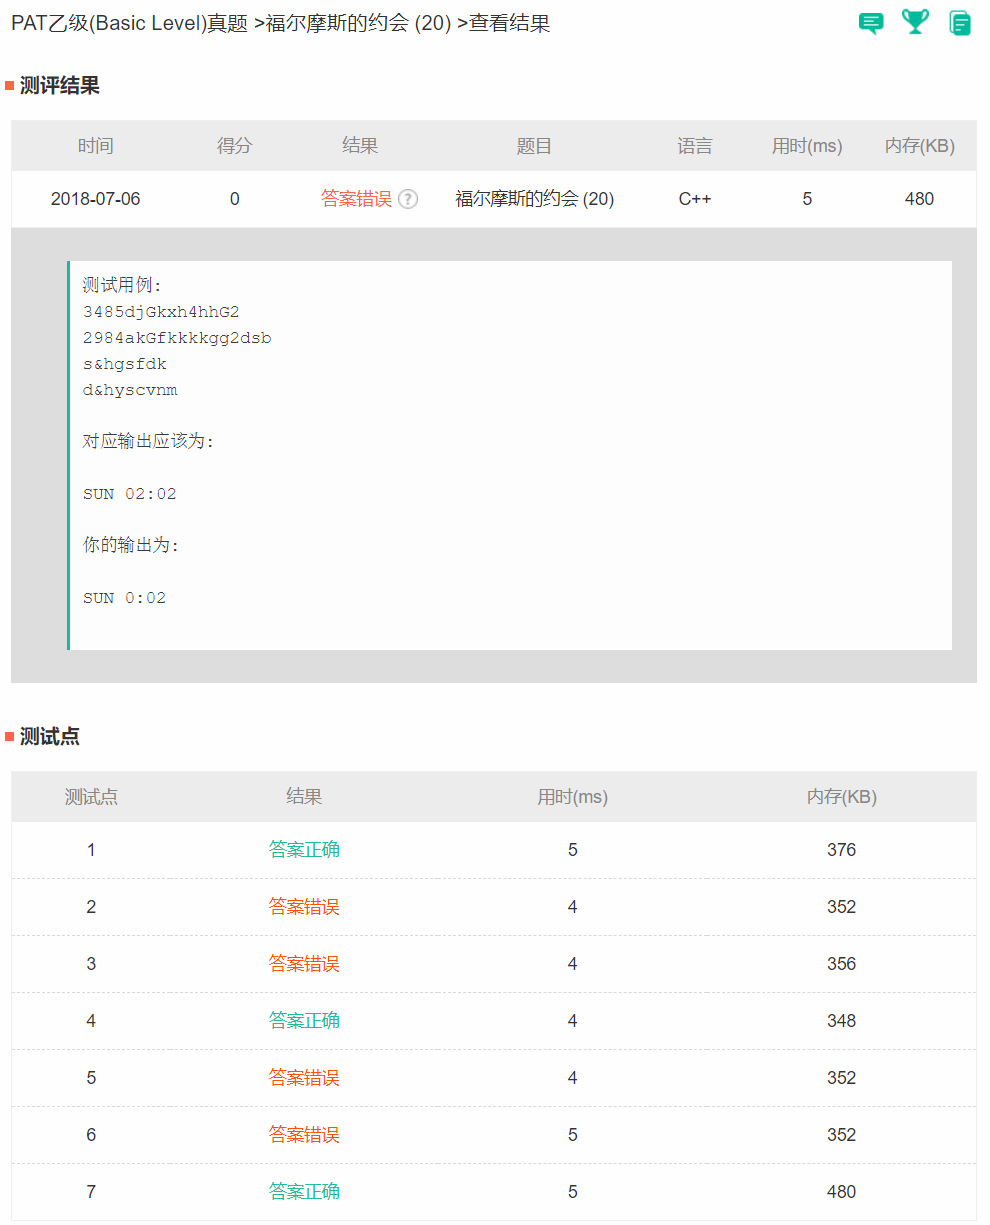 PAT乙级(Basic Level)真题 >福尔摩斯的约会 (20) >查看结果
测评结果
时间 得分 结果 题目 语言 用时(ms) 内存(KB)
2018-07-06 0 答案错误 ? 福尔摩斯的约会 (20) C++ 5 480
测试用例:
3485djGkxh4hhG2
2984akGfkkkkgg2dsb
s&hgsfdk
d&hyscvnm
对应输出应该为:
SUN 02:02
你的输出为:
SUN 0:02
测试点
测试点 结果 用时(ms) 内存(KB)
1 答案正确 5 376
2 答案错误 4 352
3 答案错误 4 356
4 答案正确 4 348
5 答案错误 4 352
6 答案错误 5 352
7 答案正确 5 480